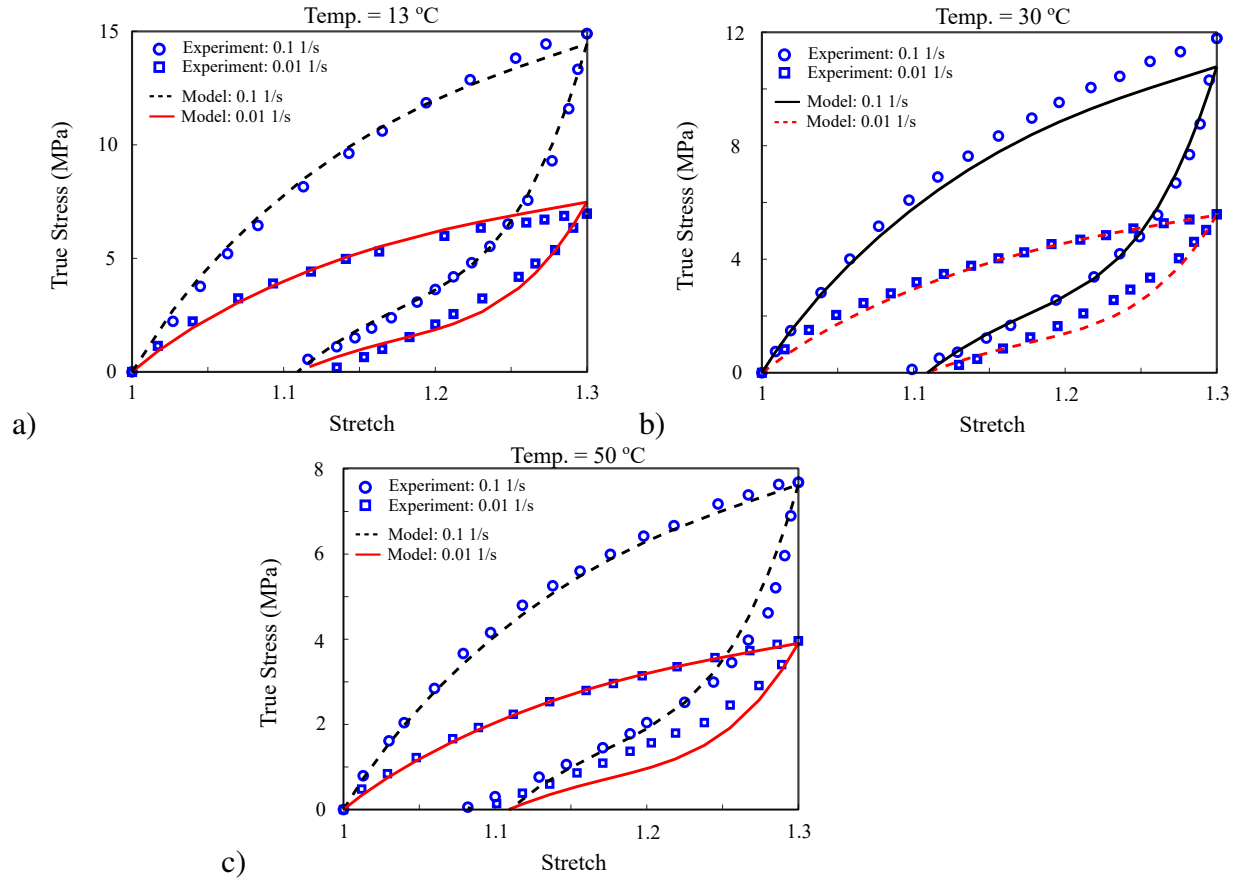 Temp. = 13 °C
15
10
5
0
1
1.1
1.2
1.3
True Stress (MPa)
Stretch
Experiment: 0.1 1/s
Experiment: 0.01 1/s
Model: 0.1 1/s
Model: 0.01 1/s
a)
Temp. = 30 °C
12
8
4
0
1
1.1
1.2
1.3
True Stress (MPa)
Stretch
Experiment: 0.1 1/s
Experiment: 0.01 1/s
Model: 0.1 1/s
Model: 0.01 1/s
b)
Temp. = 50 °C
8
6
4
2
0
1
1.1
1.2
1.3
True Stress (MPa)
Stretch
Experiment: 0.1 1/s
Experiment: 0.01 1/s
Model: 0.1 1/s
Model: 0.01 1/s
c)